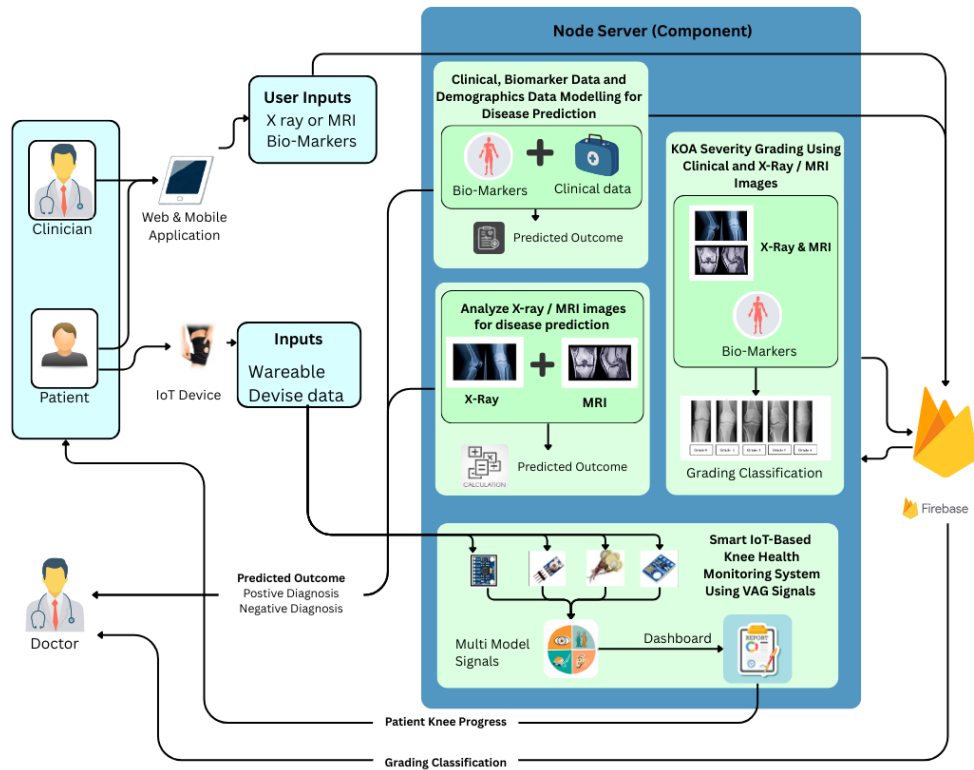 Node Server (Component)
User Inputs
X ray or MRI
Bio-Markers
Clinician
Web & Mobile
Application
Patient
IoT Device
Inputs
Wareable
Devise data
Clinical, Biomarker Data and
Demographics Data Modelling for
Disease Prediction
Bio-Markers
Clinical data
Predicted Outcome
Analyze X-ray / MRI images
for disease prediction
X-Ray
MRI
CALCULATION
Predicted Outcome
KOA Severity Grading Using
Clinical and X-Ray / MRI
Images
X-Ray & MRI
Bio-Markers
Grading Classification
Firebase
Smart IoT-Based
Knee Health
Monitoring System
Using VAG Signals
Multi Model
Signals
Dashboard
REPORT
Predicted Outcome
Postive Diagnosis
Negative Diagnosis
Doctor
Patient Knee Progress
Grading Classification